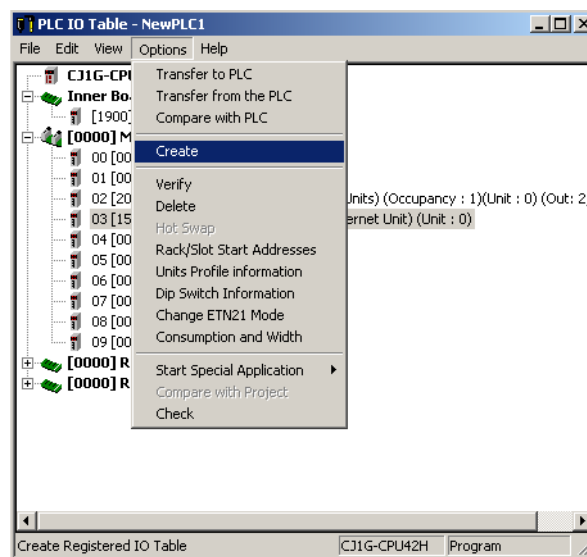 PLC IO Table - NewPLC1
File Edit View Options Help
CJ1G-CPU
Inner Bo
[1900]
[0000] M
00 [00
01 [00
02 [20 Units) (Occupancy : 1)(Unit : 0) (Out: 2
03 [15 ernet Unit) (Unit : 0)
04 [00
05 [00
06 [00
07 [00
08 [00
09 [00
[0000] R
[0000] R
Transfer to PLC
Transfer from the PLC
Compare with PLC
Create
Verify
Delete
Hot Swap
Rack/Slot Start Addresses
Units Profile information
Dip Switch Information
Change ETN21 Mode
Consumption and Width
Start Special Application
Compare with Project
Check
Create Registered IO Table CJ1G-CPU42H Program